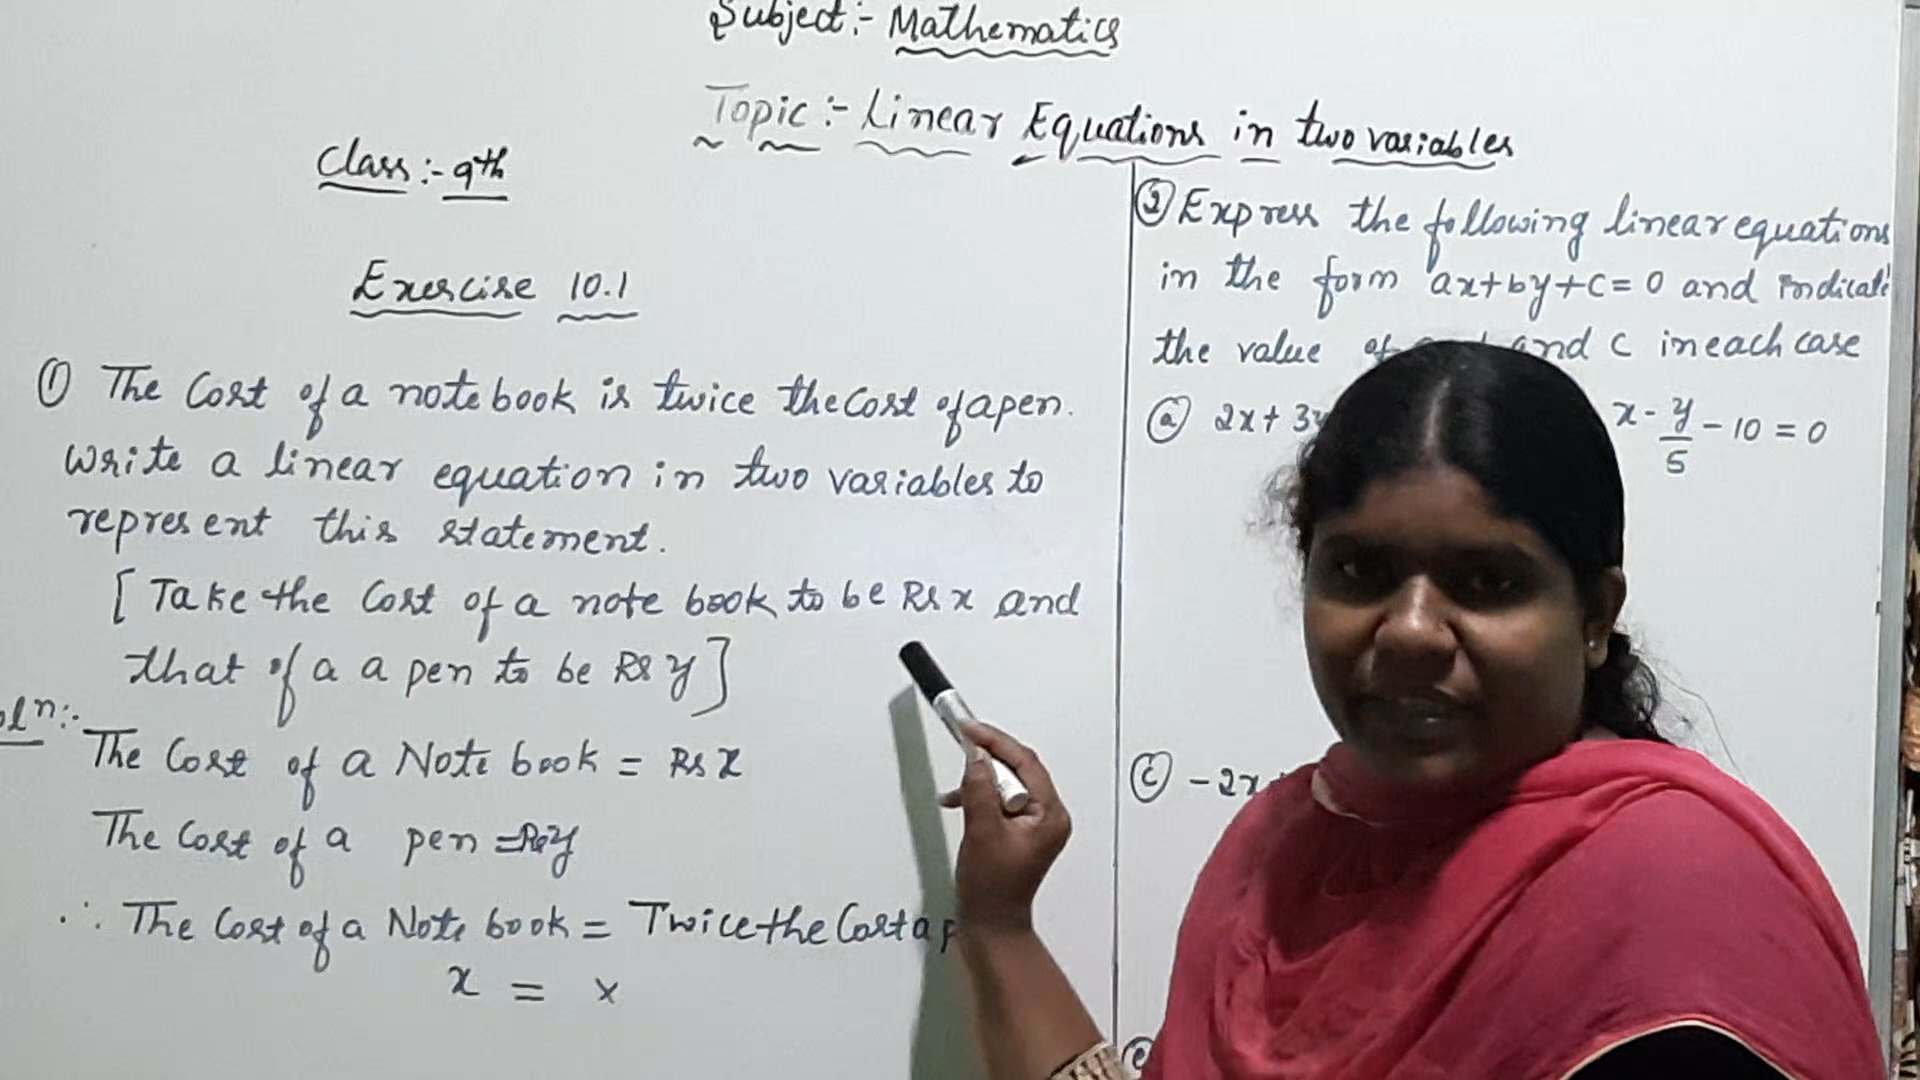 Subject:- Mathematics
Topic:- Linear Equations in two variables
Class:- 9th
Exercise 10.1
① The Cost of a note book is twice the Cost of a pen.
Write a linear equation in two variables to
represent this statement.
[Take the Cost of a note book to be Rs x and
that of a a pen to be Rs y]
The Cost of a Note book = Rs x
The Cost of a pen = Rs y
∴ The Cost of a Note book = Twice the Cost a p
x = x
② Express the following linear equations
in the form ax+by+c=0 and indicate
the value of and c in each case
ⓐ 2x+3y
x - y/5 - 10 = 0
ⓒ -2x
ⓔ